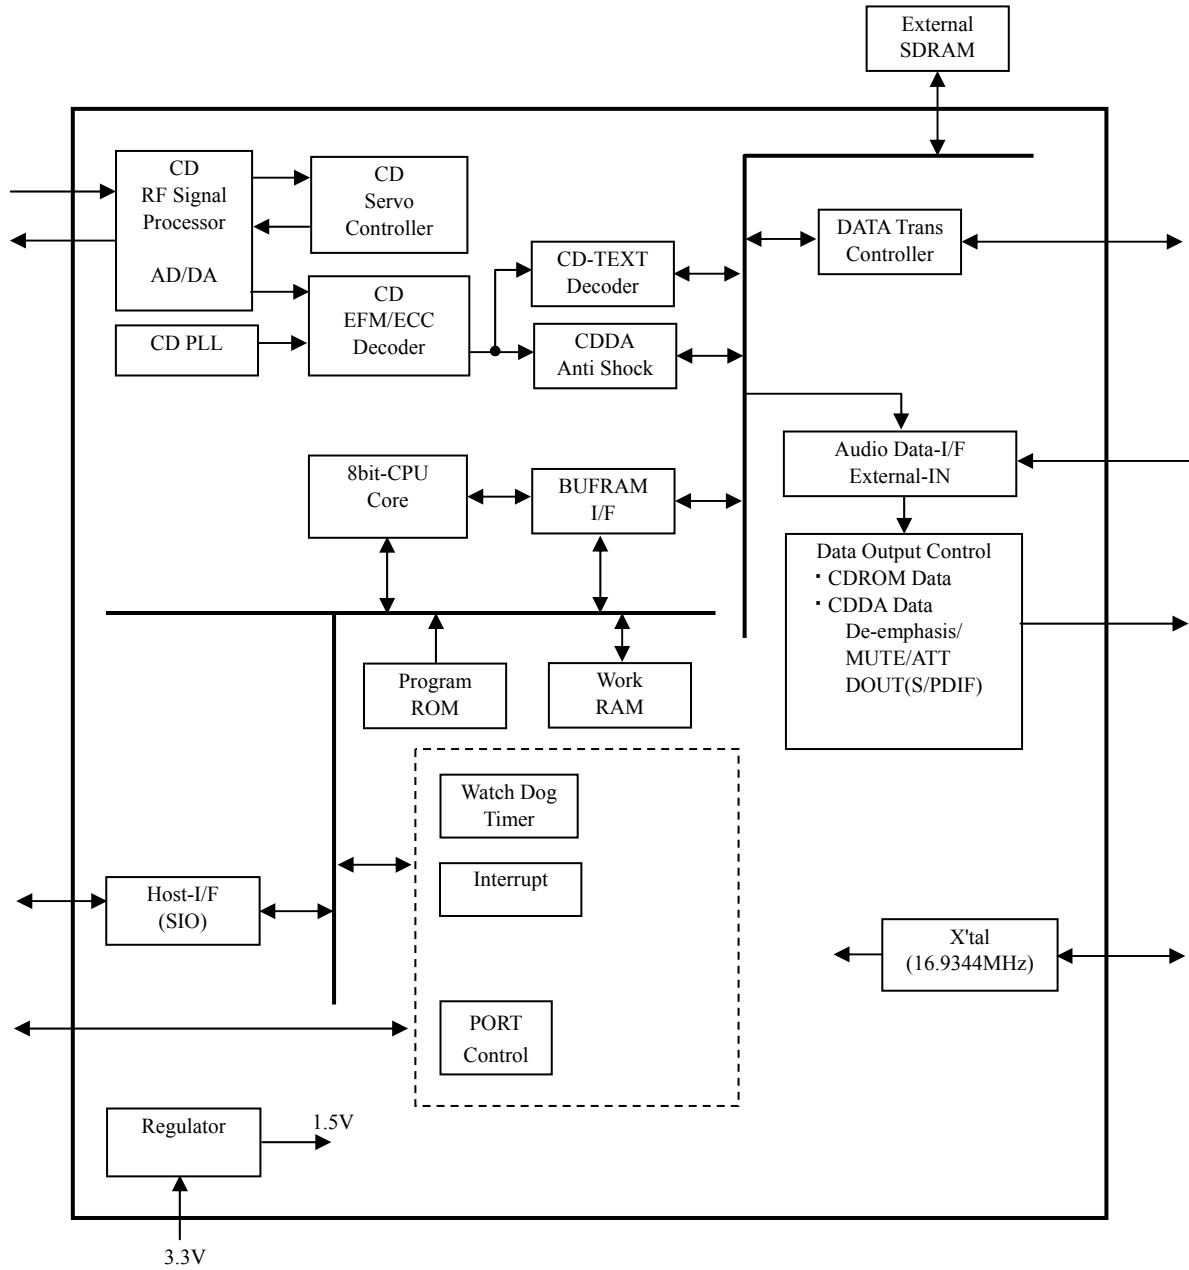 External
SDRAM
CD
RF Signal
Processor
AD/DA
CD
Servo
Controller
CD PLL
CD
EFM/ECC
Decoder
CD-TEXT
Decoder
CDDA
Anti Shock
DATA Trans
Controller
8bit-CPU
Core
BUFRAM
I/F
Audio Data-I/F
External-IN
Data Output Control
・CDROM Data
・CDDA Data
De-emphasis/
MUTE/ATT
DOUT(S/PDIF)
Program
ROM
Work
RAM
Watch Dog
Timer
Interrupt
Host-I/F
(SIO)
PORT
Control
X'tal
(16.9344MHz)
Regulator
1.5V
3.3V